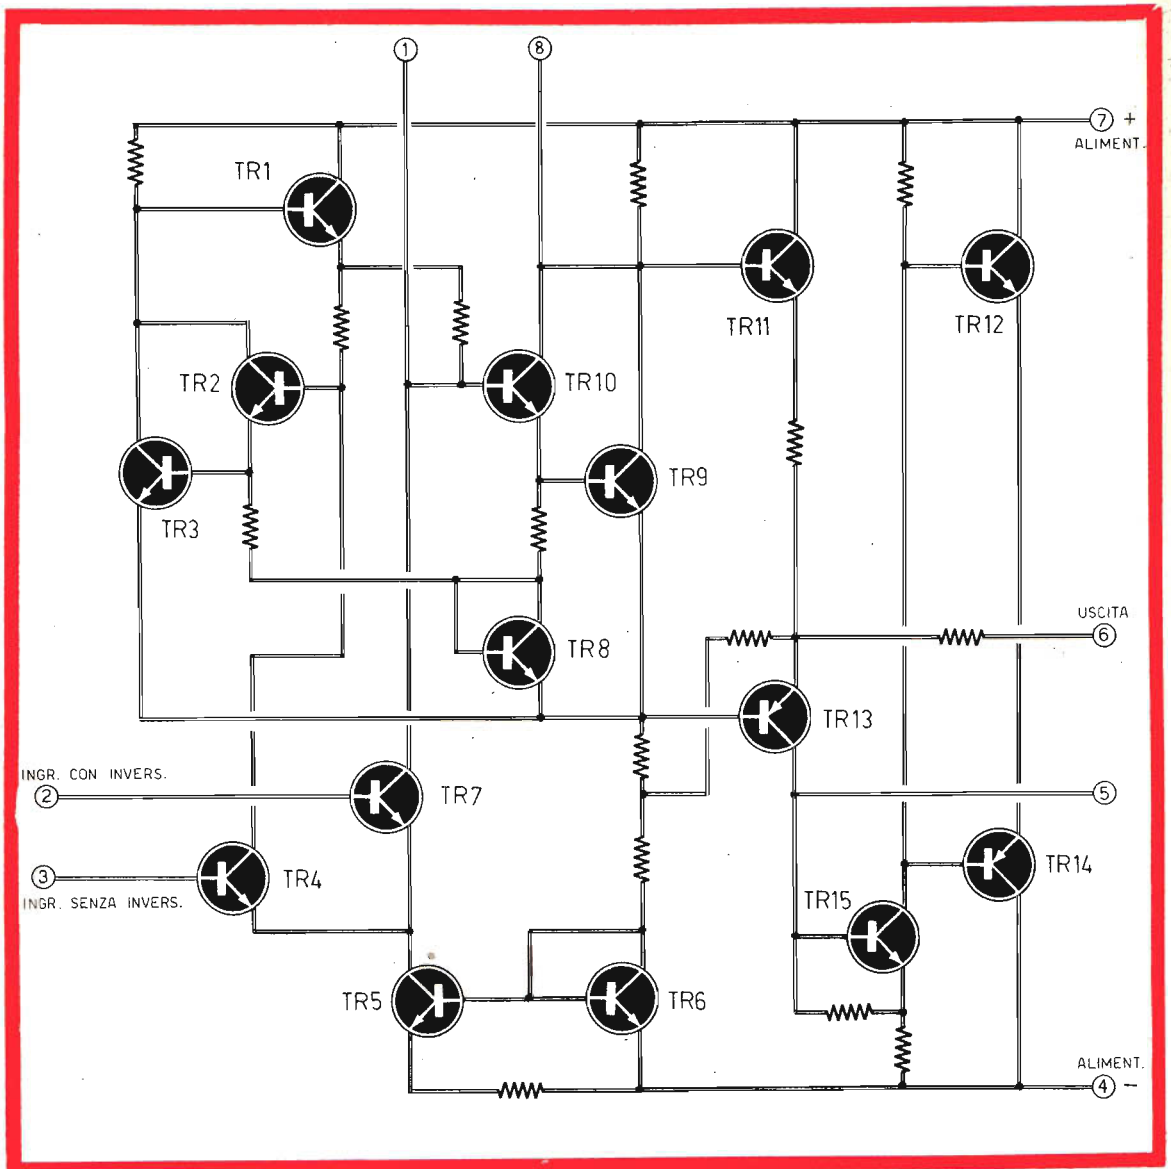 1
8
7 +
ALIMENT.
TR1
TR11
TR12
TR2
TR10
TR9
TR3
USCITA
6
TR8
TR13
INGR. CON INVERS.
2
TR7
5
3
TR4
TR14
INGR. SENZA INVERS.
TR15
TR5
TR6
ALIMENT.
4 −